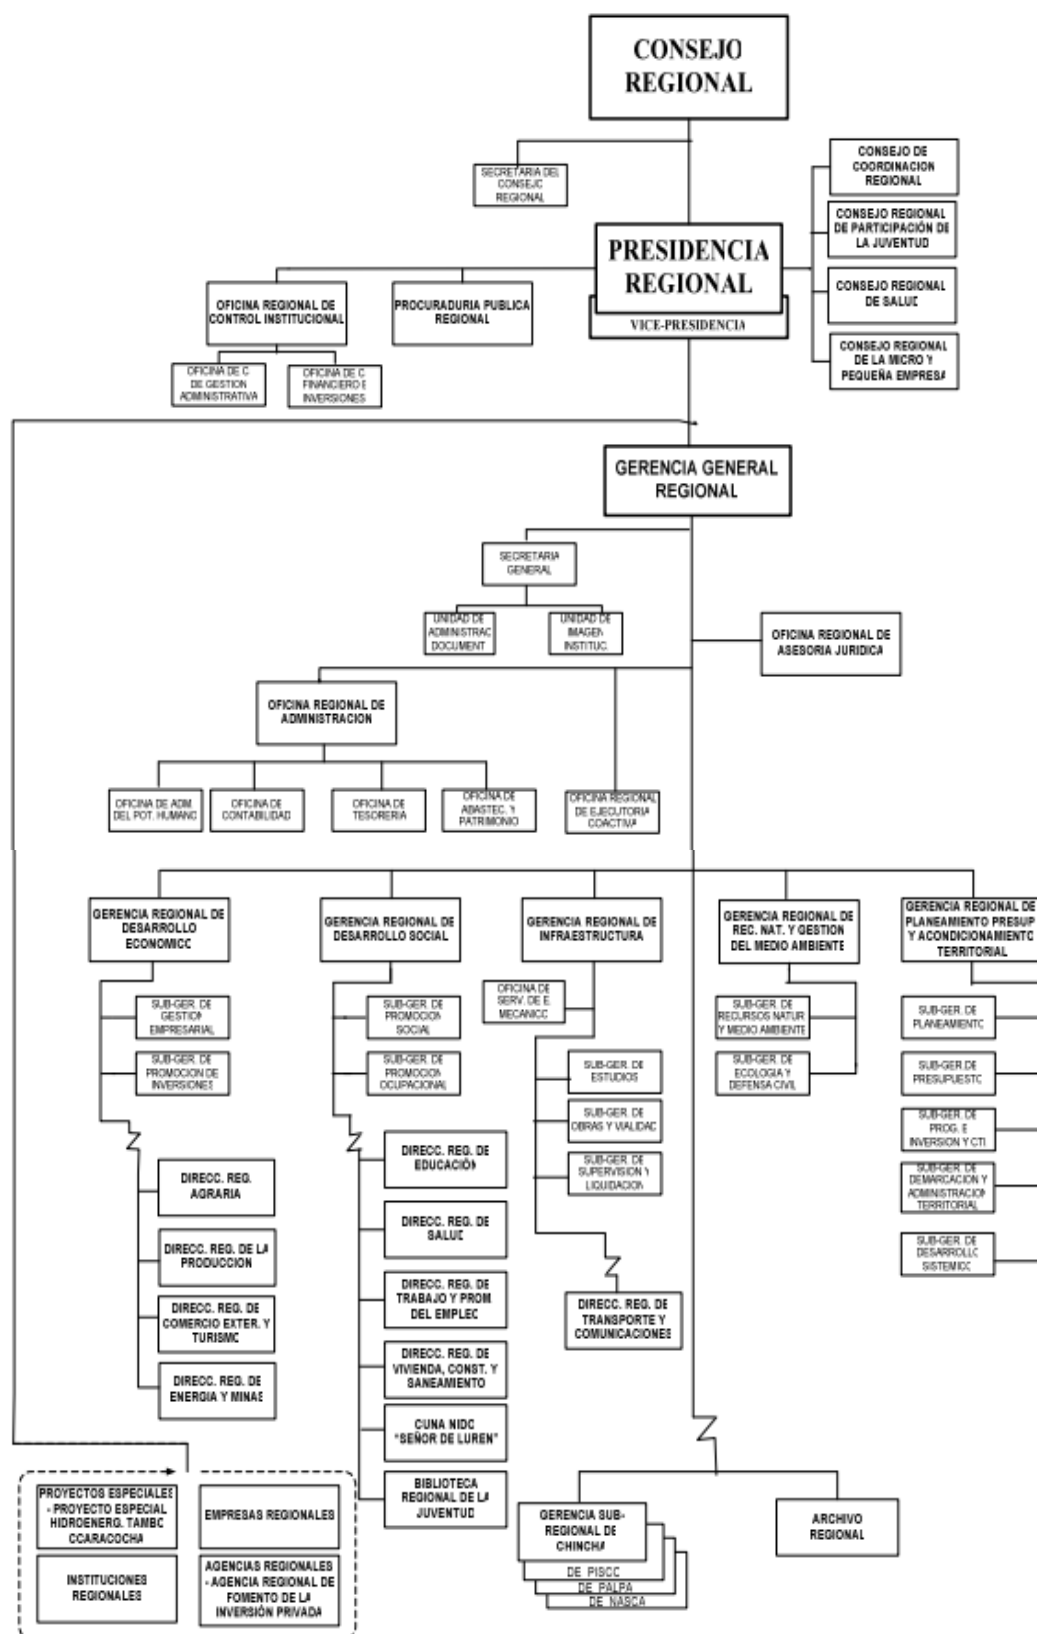 CONSEJO
REGIONAL
SECRETARIA DEL
CONSEJO
REGIONAL
CONSEJO DE
COORDINACION
REGIONAL
CONSEJO REGIONAL
DE PARTICIPACIÓN DE
LA JUVENTUD
CONSEJO REGIONAL
DE SALUD
CONSEJO REGIONAL
DE LA MICRO Y
PEQUEÑA EMPRESA
PRESIDENCIA
REGIONAL
VICE-PRESIDENCIA
OFICINA REGIONAL DE
CONTROL INSTITUCIONAL
PROCURADURIA PUBLICA
REGIONAL
OFICINA DE C.
DE GESTION
ADMINISTRATIVA
OFICINA DE C
FINANCIERO E
INVERSIONES
GERENCIA GENERAL
REGIONAL
SECRETARIA
GENERAL
UNIDAD DE
ADMINISTRAC
DOCUMENT
UNIDAD DE
IMAGEN
INSTITUC.
OFICINA REGIONAL DE
ASESORIA JURIDICA
OFICINA REGIONAL DE
ADMINISTRACION
OFICINA DE ADM.
DEL POT. HUMANO
OFICINA DE
CONTABILIDAD
OFICINA DE
TESORERIA
OFICINA DE
ABASTEC. Y
PATRIMONIO
OFICINA REGIONAL
DE EJECUTORIA
COACTIVA
GERENCIA REGIONAL DE
DESARROLLO
ECONOMICO
GERENCIA REGIONAL DE
DESARROLLO SOCIAL
GERENCIA REGIONAL DE
INFRAESTRUCTURA
GERENCIA REGIONAL DE
REC. NAT. Y GESTION
DEL MEDIO AMBIENTE
GERENCIA REGIONAL DE
PLANEAMIENTO PRESUP
Y ACONDICIONAMIENTO
TERRITORIAL
SUB-GER. DE
GESTION
EMPRESARIAL
SUB-GER. DE
PROMOCION DE
INVERSIONES
SUB-GER. DE
PROMOCION
SOCIAL
SUB-GER. DE
PROMOCION
OCUPACIONAL
OFICINA DE
SERV. DE E.
MECANICO
SUB-GER. DE
ESTUDIOS
SUB-GER. DE
OBRAS Y VIALIDAD
SUB-GER. DE
SUPERVISION Y
LIQUIDACION
SUB-GER. DE
RECURSOS NATUR
Y MEDIO AMBIENTE
SUB-GER. DE
ECOLOGIA Y
DEFENSA CIVIL
SUB-GER. DE
PLANEAMIENTO
SUB-GER.DE
PRESUPUESTO
SUB-GER. DE
PROG. E
INVERSION Y CTI
SUB-GER. DE
DEMARCACION Y
ADMINISTRACION
TERRITORIAL
SUB-GER. DE
DESARROLLO
SISTEMICO
DIRECC. REG.
AGRARIA
DIRECC. REG. DE LA
PRODUCCION
DIRECC. REG. DE
COMERCIO EXTER. Y
TURISMO
DIRECC. REG. DE
ENERGIA Y MINAS
DIRECC. REG. DE
EDUCACIÓN
DIRECC. REG. DE
SALUD
DIRECC. REG. DE
TRABAJO Y PROM.
DEL EMPLEO
DIRECC. REG. DE
VIVIENDA, CONST. Y
SANEAMIENTO
CUNA NIDO
"SEÑOR DE LUREN"
BIBLIOTECA
REGIONAL DE LA
JUVENTUD
DIRECC. REG. DE
TRANSPORTE Y
COMUNICACIONES
PROYECTOS ESPECIALES
- PROYECTO ESPECIAL
HIDROENERG. TAMBO
CCARACOCHA
EMPRESAS REGIONALES
INSTITUCIONES
REGIONALES
AGENCIAS REGIONALES
- AGENCIA REGIONAL DE
FOMENTO DE LA
INVERSIÓN PRIVADA
GERENCIA SUB-
REGIONAL DE
CHINCHA
DE PISCO
DE PALPA
DE NASCA
ARCHIVO
REGIONAL